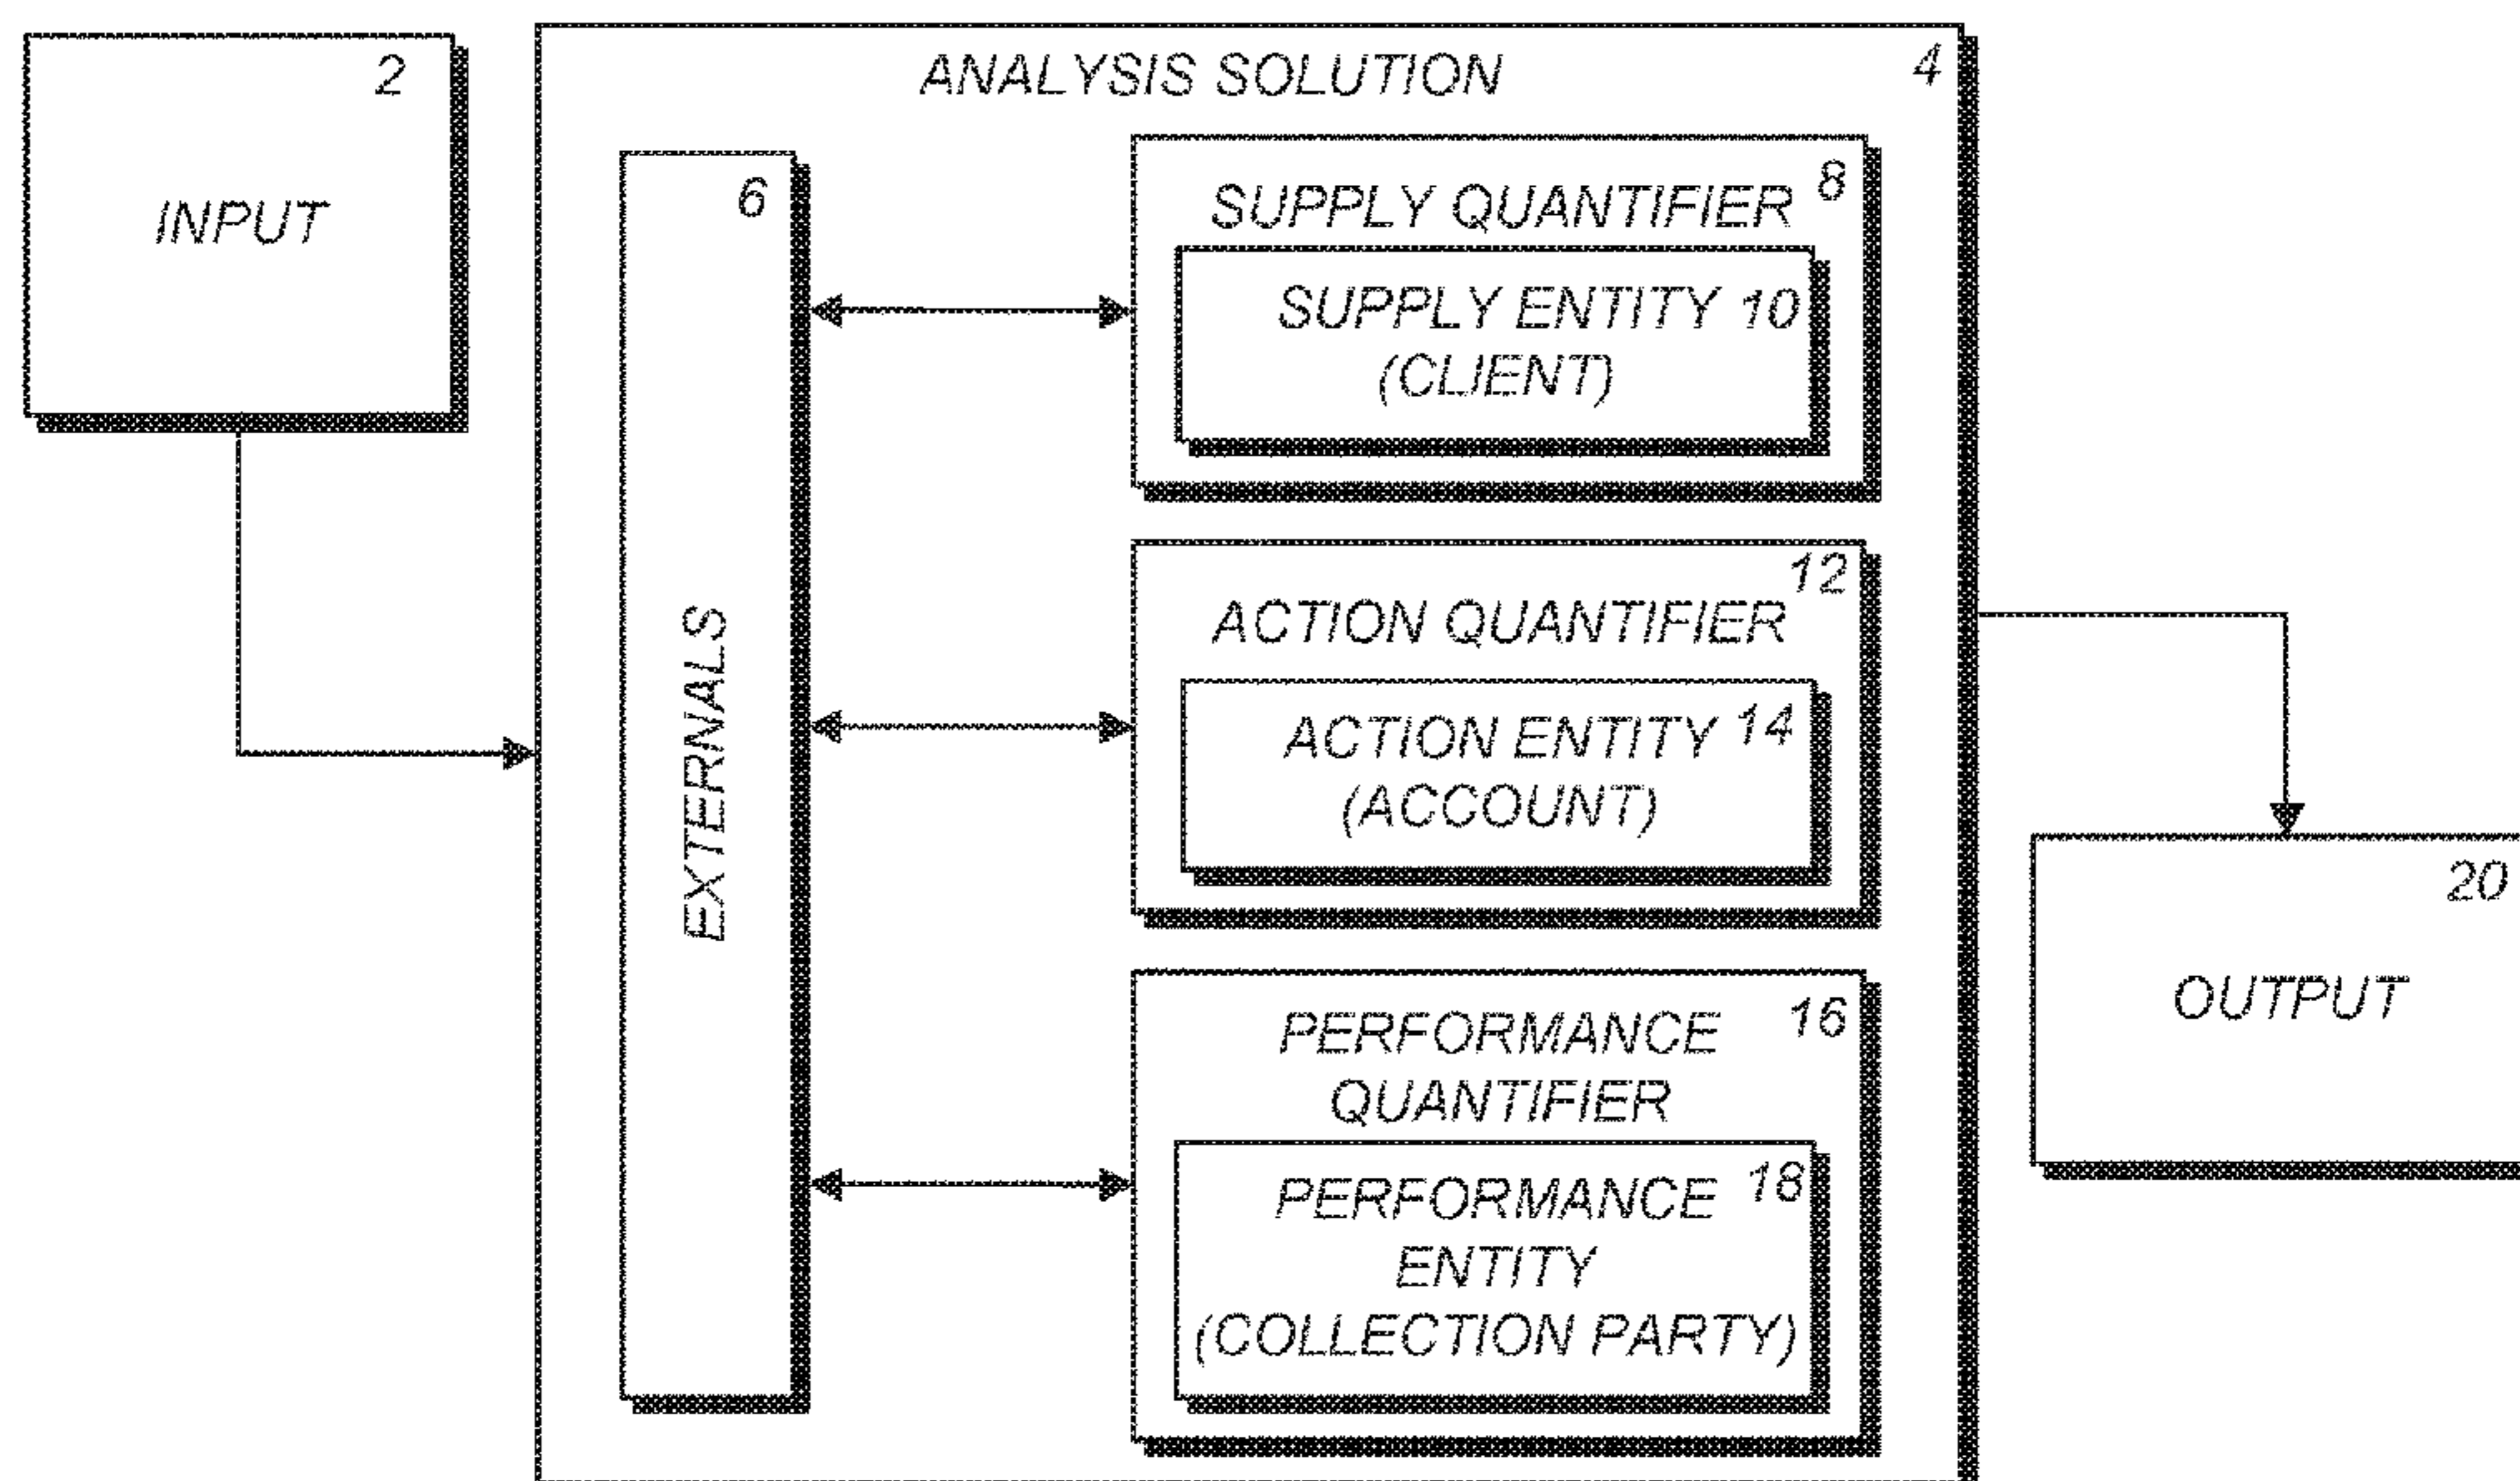 2
INPUT
ANALYSIS SOLUTION 4
6
EXTERNALS
8
SUPPLY QUANTIFIER
SUPPLY ENTITY 10
(CLIENT)
12
ACTION QUANTIFIER
ACTION ENTITY 14
(ACCOUNT)
PERFORMANCE 16
QUANTIFIER
PERFORMANCE 18
ENTITY
(COLLECTION PARTY)
20
OUTPUT